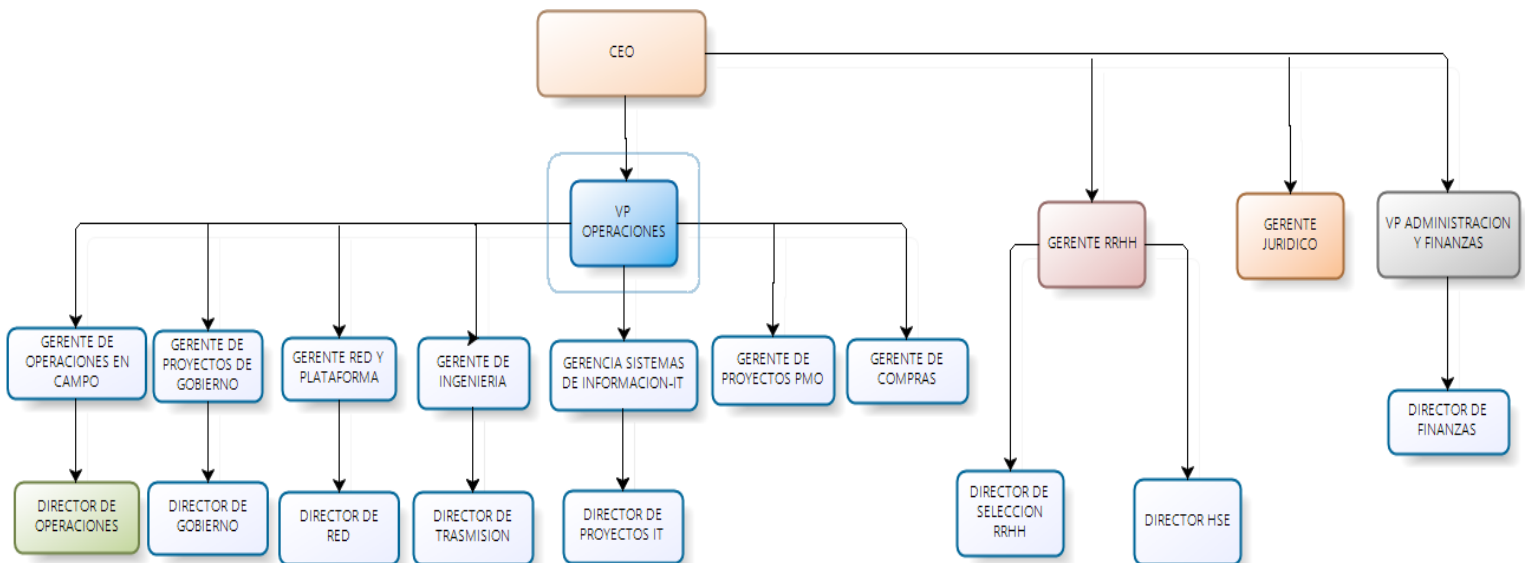 CEO
VP
OPERACIONES
GERENTE RRHH
GERENTE
JURIDICO
VP ADMINISTRACION
Y FINANZAS
GERENTE DE
OPERACIONES EN
CAMPO
GERENTE DE
PROYECTOS DE
GOBIERNO
GERENTE RED Y
PLATAFORMA
GERENTE DE
INGENIERIA
GERENCIA SISTEMAS
DE INFORMACION-IT
GERENTE DE
PROYECTOS PMO
GERENTE DE
COMPRAS
DIRECTOR DE
FINANZAS
DIRECTOR DE
OPERACIONES
DIRECTOR DE
GOBIERNO
DIRECTOR DE
RED
DIRECTOR DE
TRASMISION
DIRECTOR DE
PROYECTOS IT
DIRECTOR DE
SELECCION
RRHH
DIRECTOR HSE